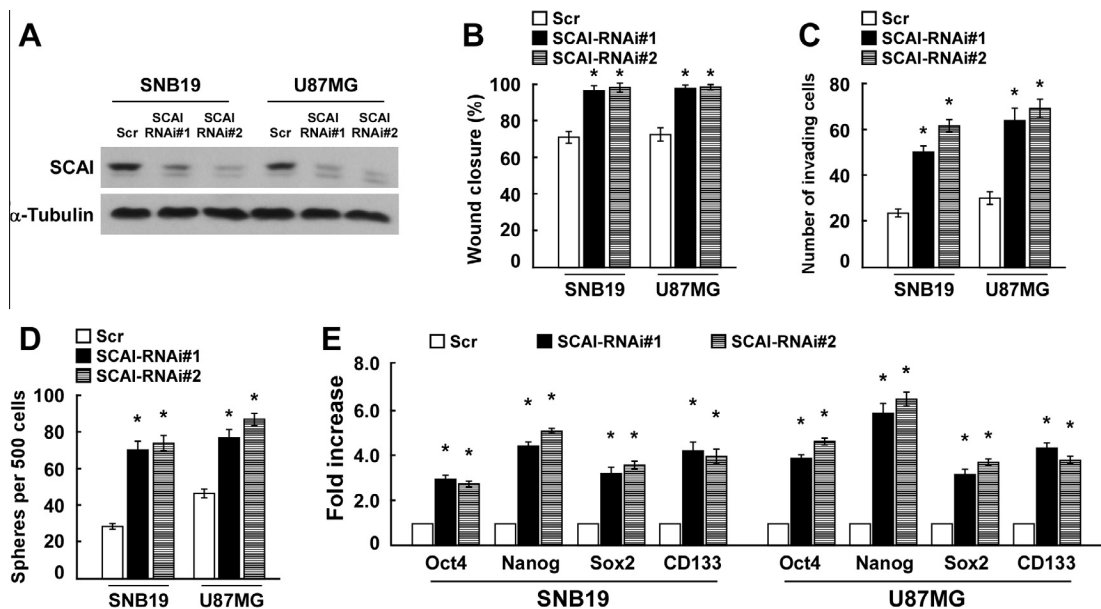 A
SNB19 U87MG
Scr SCAI RNAi#1 SCAI RNAi#2 Scr SCAI RNAi#1 SCAI RNAi#2
SCAI
α-Tubulin
B
Scr
SCAI-RNAi#1
SCAI-RNAi#2
Wound closure (%)
100
80
60
40
20
0
* * * *
SNB19 U87MG
C
Scr
SCAI-RNAi#1
SCAI-RNAi#2
Number of invading cells
80
60
40
20
0
* * * *
SNB19 U87MG
D
Scr
SCAI-RNAi#1
SCAI-RNAi#2
Spheres per 500 cells
100
80
60
40
20
0
* * * *
SNB19 U87MG
E
Scr SCAI-RNAi#1 SCAI-RNAi#2
Fold increase
8.0
6.0
4.0
2.0
0.0
* * * * * * * * * * * * * * * *
Oct4 Nanog Sox2 CD133 Oct4 Nanog Sox2 CD133
SNB19 U87MG